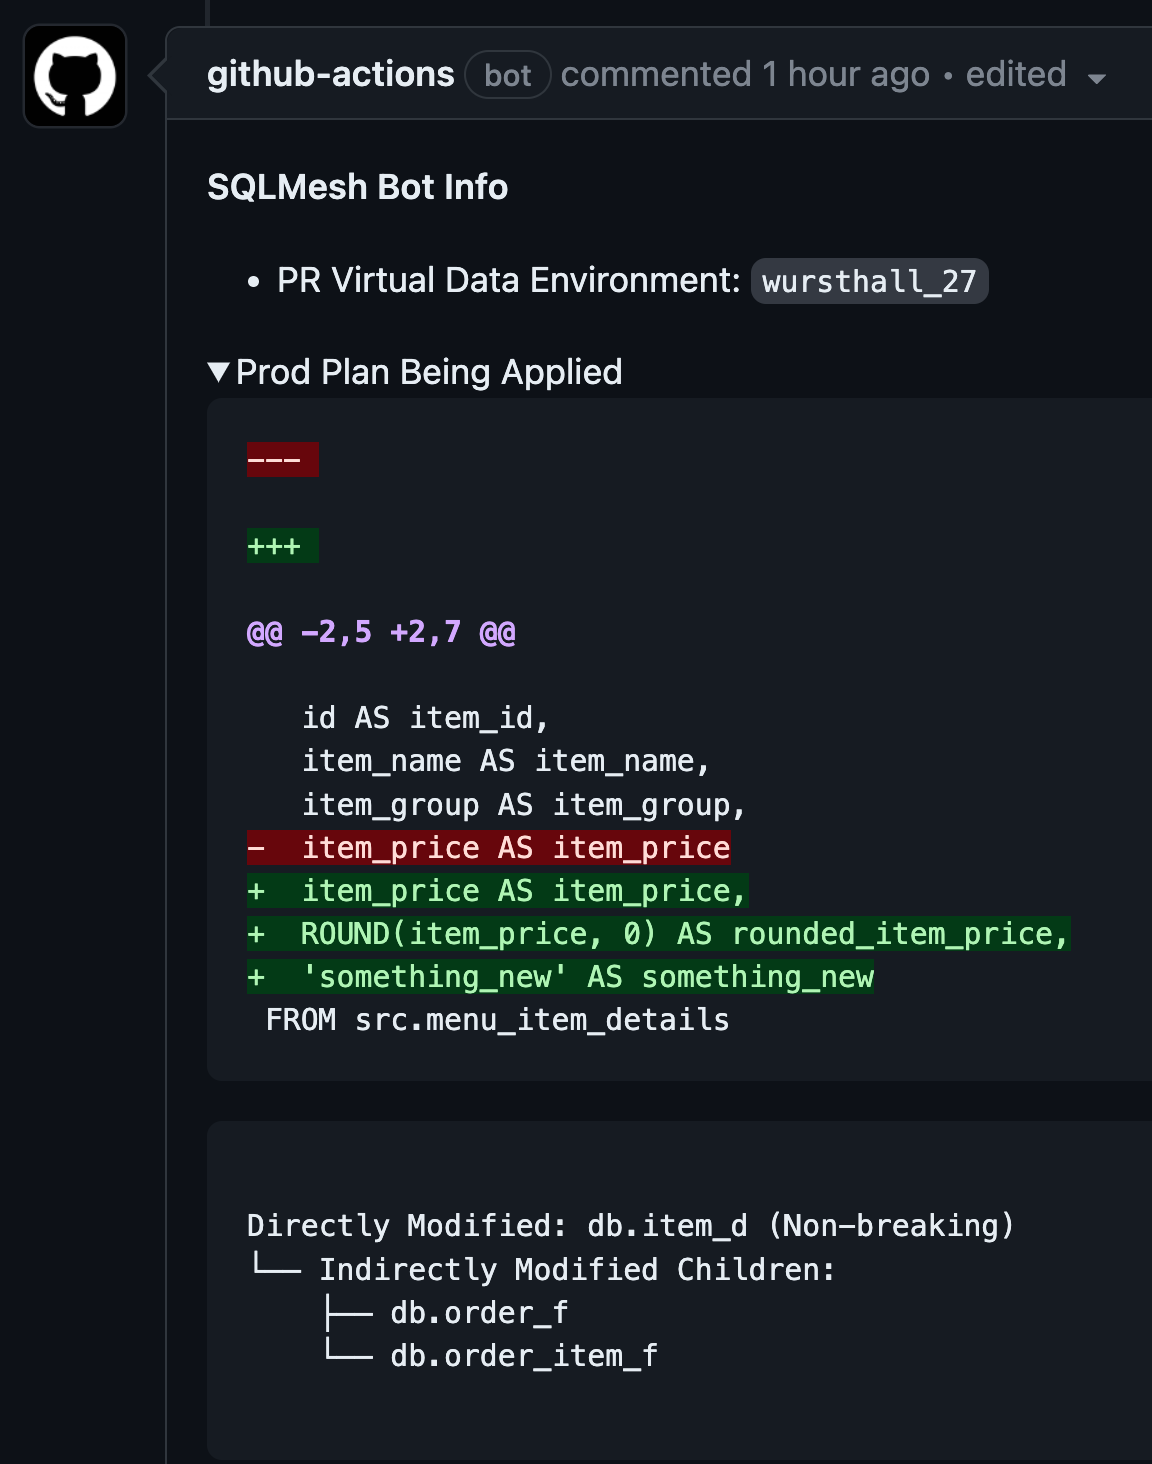 github-actions bot commented 1 hour ago • edited
SQLMesh Bot Info
• PR Virtual Data Environment: wursthall_27
▼Prod Plan Being Applied
---
+++
@@ -2,5 +2,7 @@
   id AS item_id,
   item_name AS item_name,
   item_group AS item_group,
-  item_price AS item_price
+  item_price AS item_price,
+  ROUND(item_price, 0) AS rounded_item_price,
+  'something_new' AS something_new
 FROM src.menu_item_details
Directly Modified: db.item_d (Non-breaking)
└── Indirectly Modified Children:
    ├── db.order_f
    └── db.order_item_f